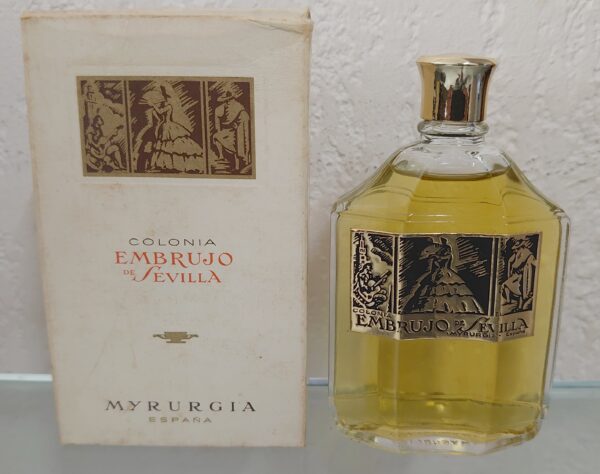 COLONIA
EMBRUJO
DE SEVILLA
MYRURGIA
ESPAÑA
COLONIA
EMBRUJO DE SEVILLA
MYRURGIA